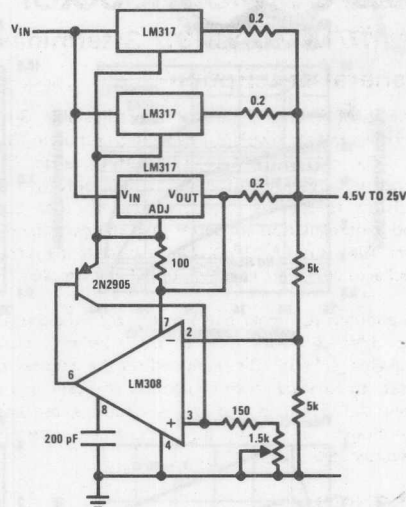 LM317
0.2
VIN
LM317
0.2
LM317
VIN
VOUT
ADJ
0.2
4.5V TO 25V
100
5k
2N2905
7
2
−
6
LM308
8
+
3
150
5k
4
1.5k
200 pF